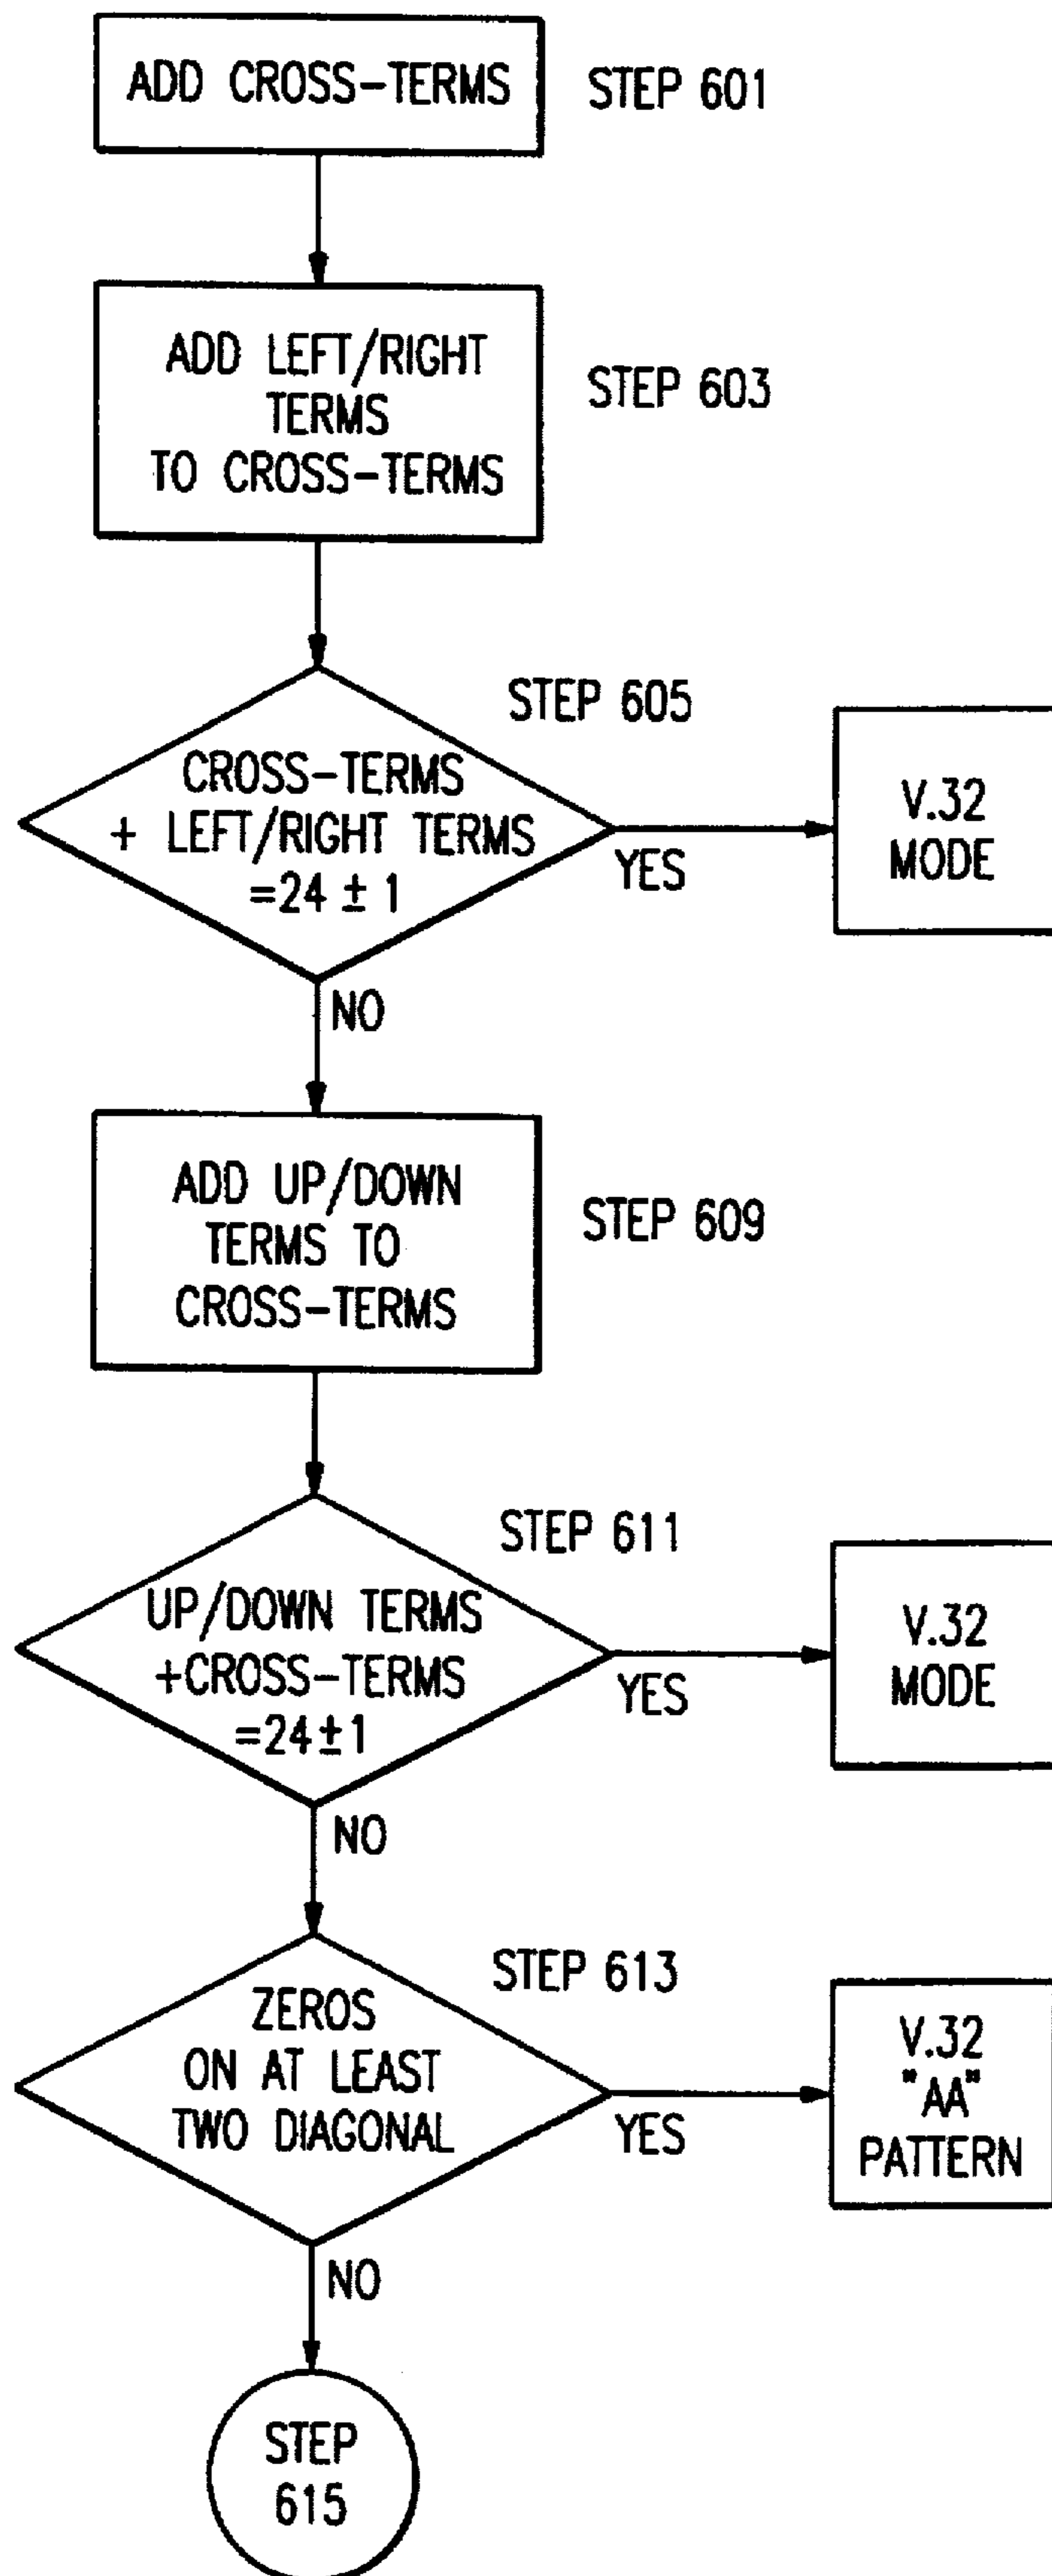 ADD CROSS-TERMS
STEP 601
ADD LEFT/RIGHT
TERMS
TO CROSS-TERMS
STEP 603
STEP 605
CROSS-TERMS
+ LEFT/RIGHT TERMS
=24 ± 1
YES
V.32
MODE
NO
ADD UP/DOWN
TERMS TO
CROSS-TERMS
STEP 609
STEP 611
UP/DOWN TERMS
+CROSS-TERMS
=24±1
YES
V.32
MODE
NO
STEP 613
ZEROS
ON AT LEAST
TWO DIAGONAL
YES
V.32
"AA"
PATTERN
NO
STEP
615